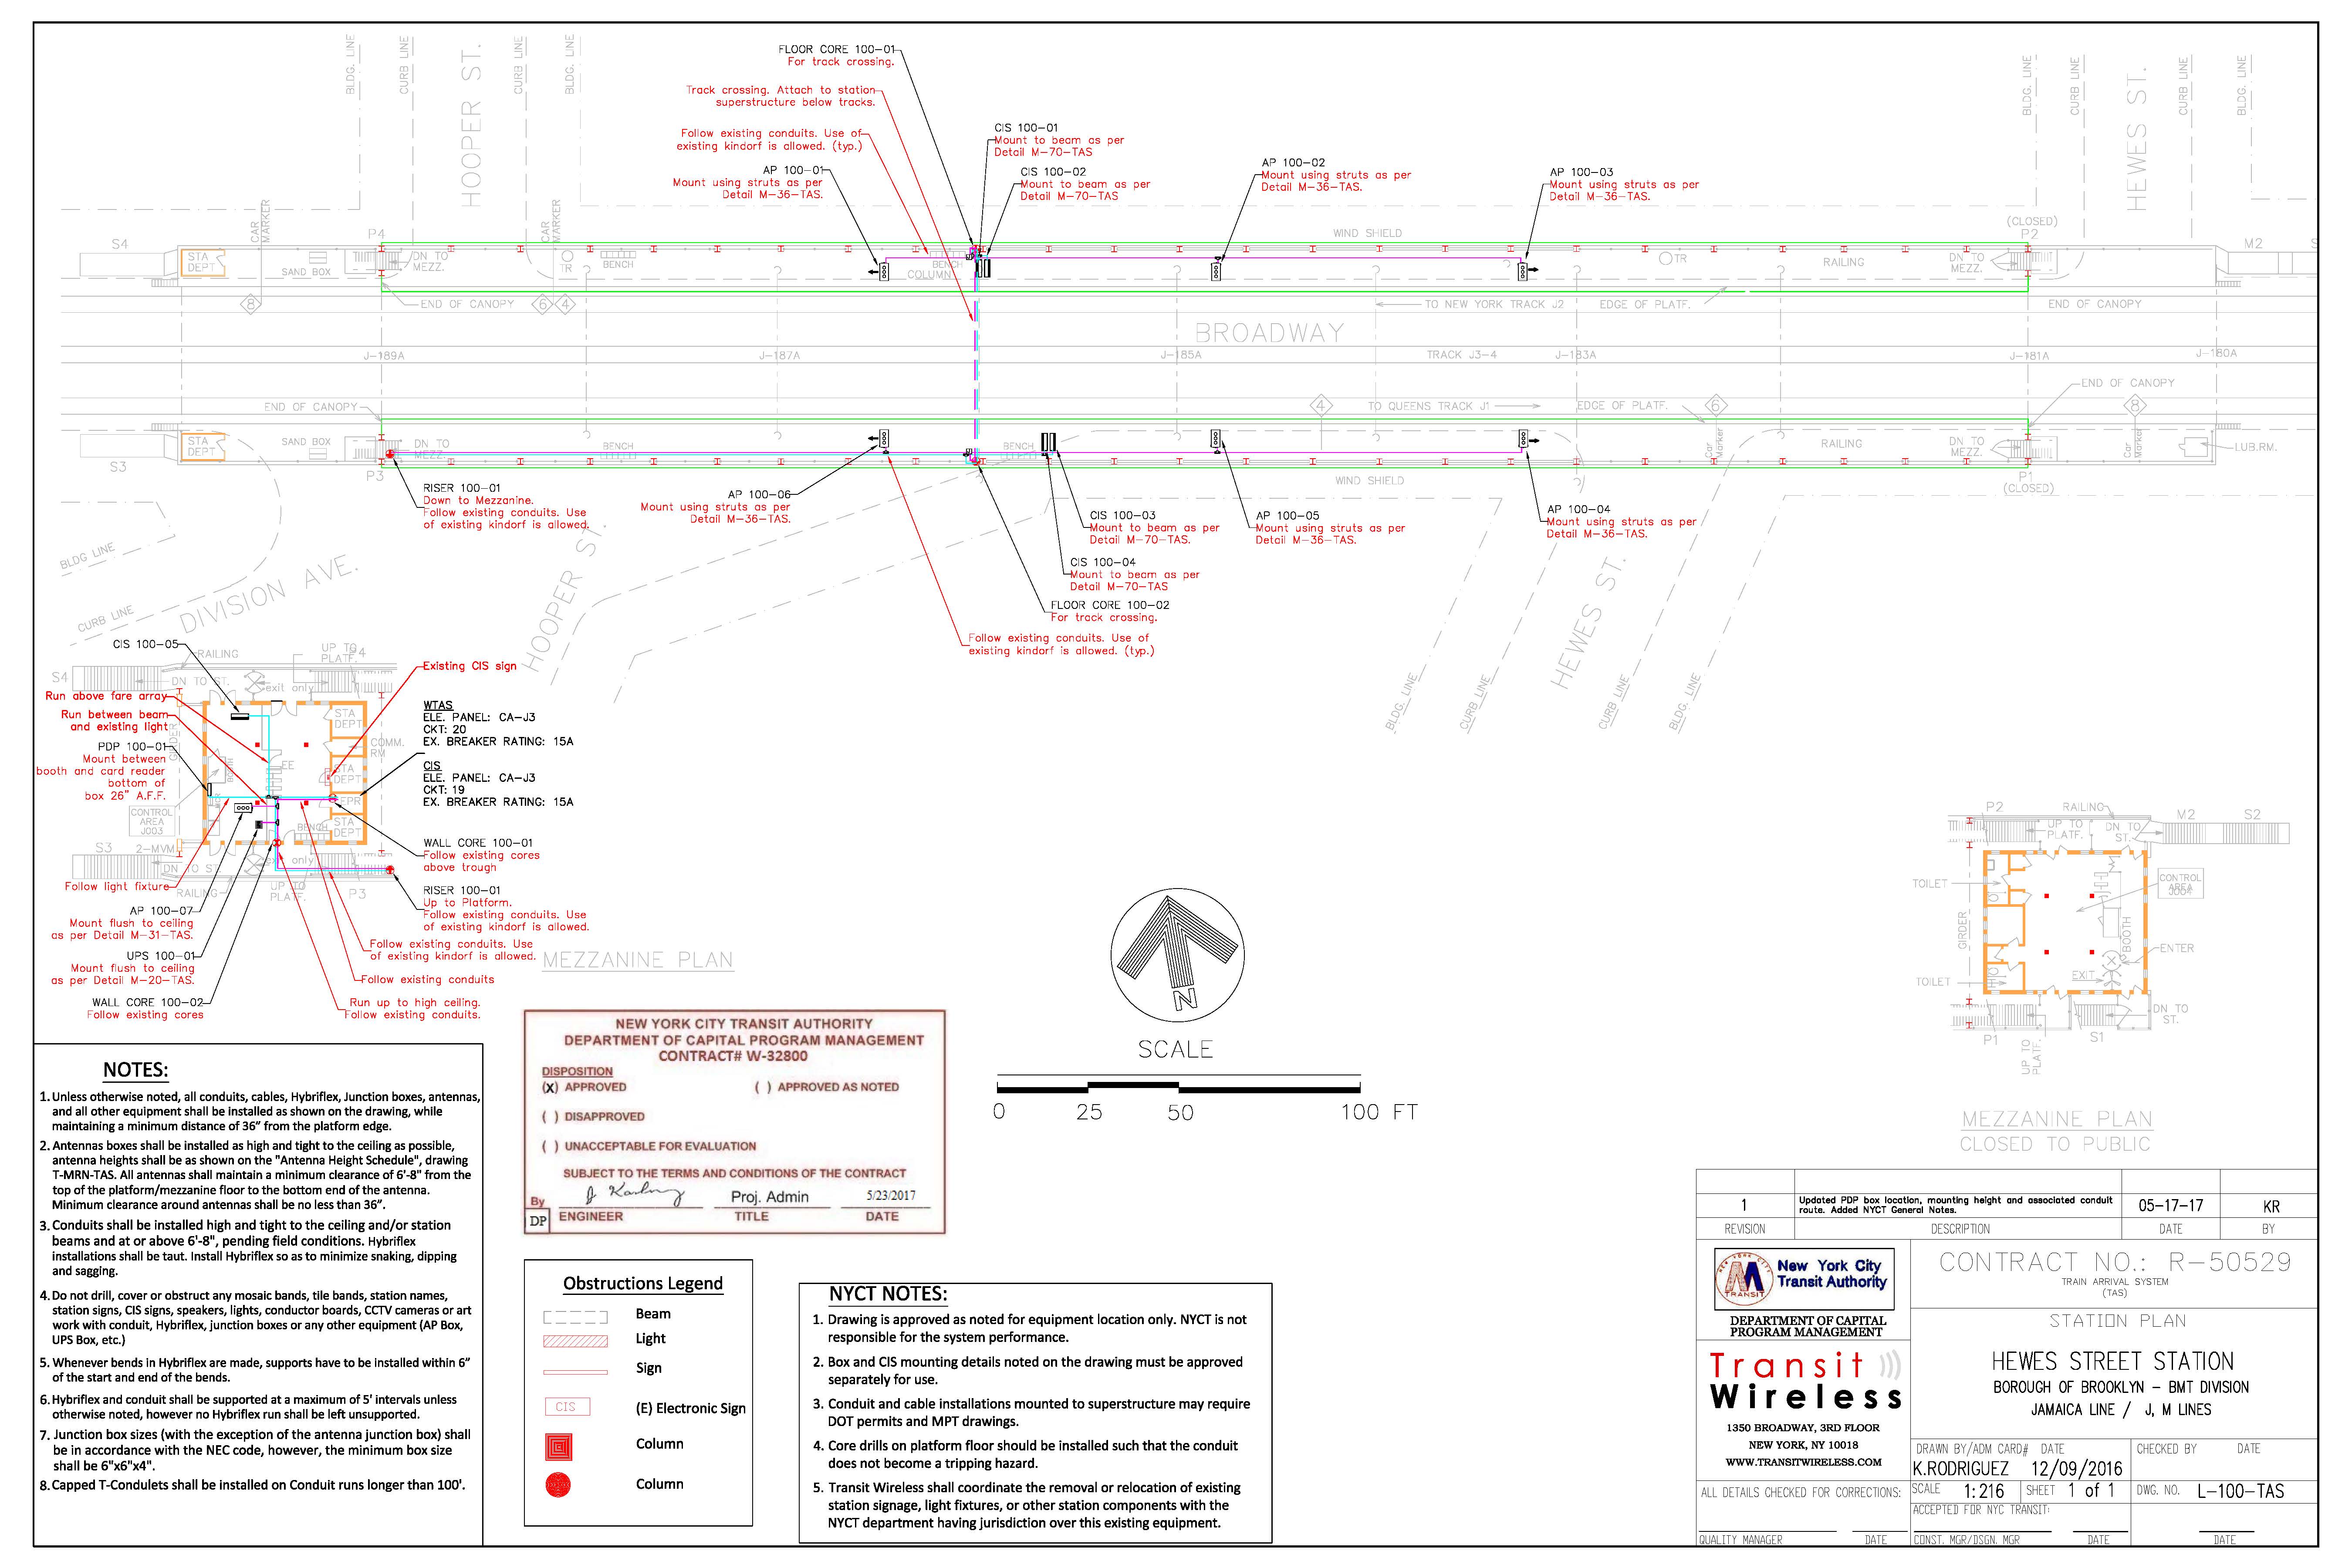 BLDG. LINE
CURB LINE
HOOPER ST.
CURB LINE
BLDG. LINE
FLOOR CORE 100-01
For track crossing.
Track crossing. Attach to station
superstructure below tracks.
Follow existing conduits. Use of
existing kindorf is allowed. (typ.)
AP 100-01
Mount using struts as per
Detail M-36-TAS.
CIS 100-01
Mount to beam as per
Detail M-70-TAS
CIS 100-02
Mount to beam as per
Detail M-70-TAS
AP 100-02
Mount using struts as per
Detail M-36-TAS.
AP 100-03
Mount using struts as per
Detail M-36-TAS.
BLDG. LINE
CURB LINE
HEWES ST.
CURB LINE
BLDG. LINE
S4
CAR
MARKER
P4
CAR
MARKER
WIND SHIELD
(CLOSED)
P2
M2
S
STA
DEPT
SAND BOX
DN TO
MEZZ.
TR
BENCH
BENCH
COLUMN
TR
RAILING
DN TO
MEZZ.
8
END OF CANOPY
6
4
TO NEW YORK TRACK J2
EDGE OF PLATF.
END OF CANOPY
BROADWAY
J-189A
J-187A
J-185A
TRACK J3-4
J-183A
J-181A
J-180A
END OF CANOPY
END OF CANOPY
4
TO QUEENS TRACK J1
EDGE OF PLATF.
6
8
STA
DEPT
SAND BOX
DN TO
MEZZ.
BENCH
BENCH
Car
Marker
RAILING
DN TO
MEZZ.
Car
Marker
LUB.RM.
S3
P3
WIND SHIELD
P1
(CLOSED)
RISER 100-01
Down to Mezzanine.
Follow existing conduits. Use
of existing kindorf is allowed.
AP 100-06
Mount using struts as per
Detail M-36-TAS.
CIS 100-03
Mount to beam as per
Detail M-70-TAS.
AP 100-05
Mount using struts as per
Detail M-36-TAS.
AP 100-04
Mount using struts as per
Detail M-36-TAS.
CIS 100-04
Mount to beam as per
Detail M-70-TAS
FLOOR CORE 100-02
For track crossing.
Follow existing conduits. Use of
existing kindorf is allowed. (typ.)
BLDG LINE
DIVISION AVE.
CURB LINE
HOOPER ST.
HEWES ST.
BLDG. LINE
CURB LINE
CURB LINE
BLDG. LINE
CIS 100-05
RAILING
UP TO
PLATF.
P4
Existing CIS sign
S4
DN TO ST.
exit only
Run above fare array
Run between beam
and existing light
STA
DEPT
WTAS
ELE. PANEL: CA-J3
CKT: 20
EX. BREAKER RATING: 15A
GIRDER
PDP 100-01
Mount between
booth and card reader
bottom of
box 26" A.F.F.
BOOTH
EE
COMM.
RM
STA
DEPT
CIS
ELE. PANEL: CA-J3
CKT: 19
EX. BREAKER RATING: 15A
CONTROL
AREA
J003
EPR
BENCH
STA
DEPT
S3
2-MVM
exit only
DN TO ST.
WALL CORE 100-01
Follow existing cores
above trough
Follow light fixture
RAILING
UP TO
PLATF.
P3
RISER 100-01
Up to Platform.
Follow existing conduits. Use
of existing kindorf is allowed.
AP 100-07
Mount flush to ceiling
as per Detail M-31-TAS.
Follow existing conduits. Use
of existing kindorf is allowed.
UPS 100-01
Mount flush to ceiling
as per Detail M-20-TAS.
Follow existing conduits
WALL CORE 100-02
Follow existing cores
Run up to high ceiling.
Follow existing conduits.
MEZZANINE PLAN
P2
RAILING
M2
S2
UP TO
PLATF.
DN TO
ST.
TOILET
CONTROL
AREA
J004
GIRDER
BOOTH
ENTER
TOILET
EXIT
DN TO
ST.
P1
UP TO
PLATF.
S1
MEZZANINE PLAN
CLOSED TO PUBLIC
N
SCALE
0 25 50 100 FT
NEW YORK CITY TRANSIT AUTHORITY
DEPARTMENT OF CAPITAL PROGRAM MANAGEMENT
CONTRACT# W-32800
DISPOSITION
(X) APPROVED
( ) APPROVED AS NOTED
( ) DISAPPROVED
( ) UNACCEPTABLE FOR EVALUATION
SUBJECT TO THE TERMS AND CONDITIONS OF THE CONTRACT
By
Proj. Admin
5/23/2017
DP
ENGINEER TITLE DATE
NOTES:
1. Unless otherwise noted, all conduits, cables, Hybriflex, Junction boxes, antennas,
and all other equipment shall be installed as shown on the drawing, while
maintaining a minimum distance of 36" from the platform edge.
2. Antennas boxes shall be installed as high and tight to the ceiling as possible,
antenna heights shall be as shown on the "Antenna Height Schedule", drawing
T-MRN-TAS. All antennas shall maintain a minimum clearance of 6'-8" from the
top of the platform/mezzanine floor to the bottom end of the antenna.
Minimum clearance around antennas shall be no less than 36".
3. Conduits shall be installed high and tight to the ceiling and/or station
beams and at or above 6'-8", pending field conditions. Hybriflex
installations shall be taut. Install Hybriflex so as to minimize snaking, dipping
and sagging.
4. Do not drill, cover or obstruct any mosaic bands, tile bands, station names,
station signs, CIS signs, speakers, lights, conductor boards, CCTV cameras or art
work with conduit, Hybriflex, junction boxes or any other equipment (AP Box,
UPS Box, etc.)
5. Whenever bends in Hybriflex are made, supports have to be installed within 6"
of the start and end of the bends.
6. Hybriflex and conduit shall be supported at a maximum of 5' intervals unless
otherwise noted, however no Hybriflex run shall be left unsupported.
7. Junction box sizes (with the exception of the antenna junction box) shall
be in accordance with the NEC code, however, the minimum box size
shall be 6"x6"x4".
8. Capped T-Condulets shall be installed on Conduit runs longer than 100'.
Obstructions Legend
Beam
Light
Sign
CIS
(E) Electronic Sign
Column
Column
NYCT NOTES:
1. Drawing is approved as noted for equipment location only. NYCT is not
responsible for the system performance.
2. Box and CIS mounting details noted on the drawing must be approved
separately for use.
3. Conduit and cable installations mounted to superstructure may require
DOT permits and MPT drawings.
4. Core drills on platform floor should be installed such that the conduit
does not become a tripping hazard.
5. Transit Wireless shall coordinate the removal or relocation of existing
station signage, light fixtures, or other station components with the
NYCT department having jurisdiction over this existing equipment.
1
Updated PDP box location, mounting height and associated conduit
route. Added NYCT General Notes.
05-17-17
KR
REVISION DESCRIPTION DATE BY
New York City
Transit Authority
DEPARTMENT OF CAPITAL
PROGRAM MANAGEMENT
Transit
Wireless
1350 BROADWAY, 3RD FLOOR
NEW YORK, NY 10018
WWW.TRANSITWIRELESS.COM
ALL DETAILS CHECKED FOR CORRECTIONS:
QUALITY MANAGER DATE
CONTRACT NO.: R-50529
TRAIN ARRIVAL SYSTEM
(TAS)
STATION PLAN
HEWES STREET STATION
BOROUGH OF BROOKLYN - BMT DIVISION
JAMAICA LINE / J, M LINES
DRAWN BY/ADM CARD# DATE
K.RODRIGUEZ 12/09/2016
CHECKED BY DATE
SCALE 1:216
SHEET 1 of 1
DWG. NO. L-100-TAS
ACCEPTED FOR NYC TRANSIT:
CONST. MGR/DSGN. MGR DATE
DATE